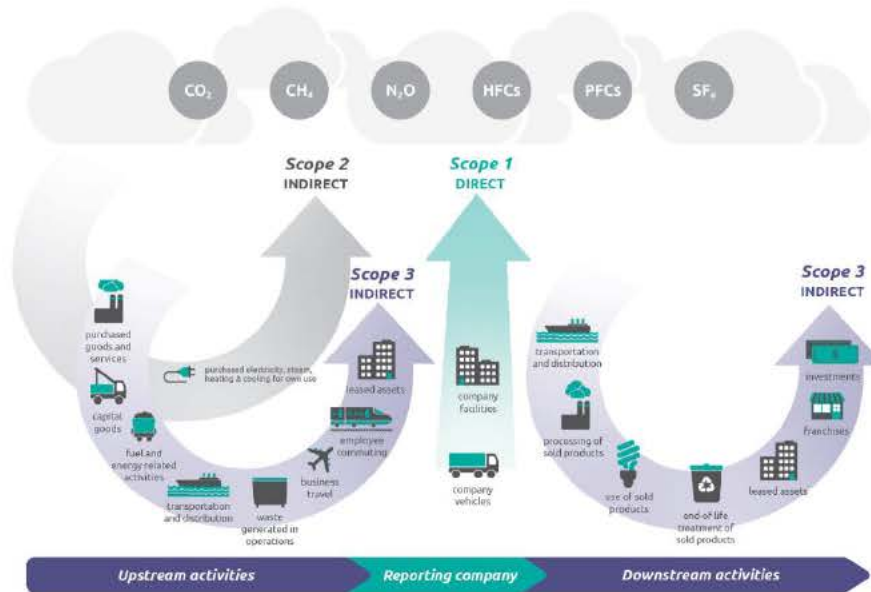 CO₂
CH₄
N₂O
HFCs
PFCs
SF₆
Scope 2
INDIRECT
Scope 1
DIRECT
Scope 3
INDIRECT
Scope 3
INDIRECT
purchased
goods and
services
capital
goods
fuel and
energy related
activities
transportation
and distribution
waste
generated in
operations
business
travel
employee
commuting
leased assets
purchased electricity, steam,
heating & cooling for own use
company
facilities
company
vehicles
transportation
and distribution
processing of
sold products
use of sold
products
end-of-life
treatment of
sold products
leased assets
franchises
investments
Upstream activities
Reporting company
Downstream activities